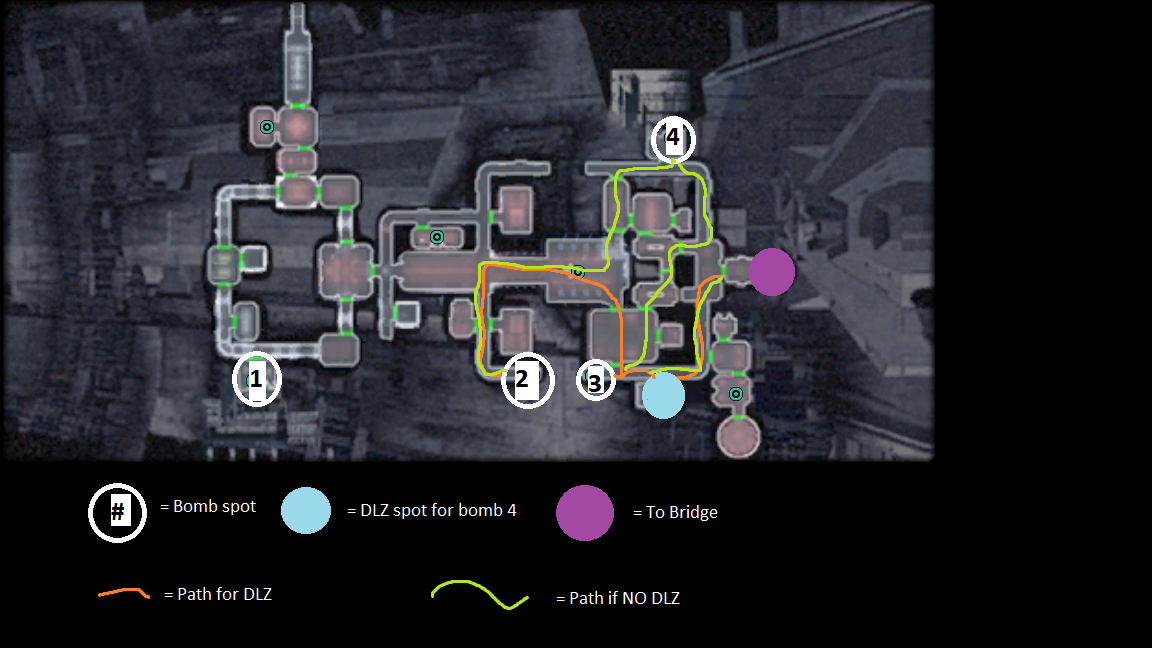 4
1
2
3
# = Bomb spot
= DLZ spot for bomb 4
= To Bridge
= Path for DLZ
= Path if NO DLZ